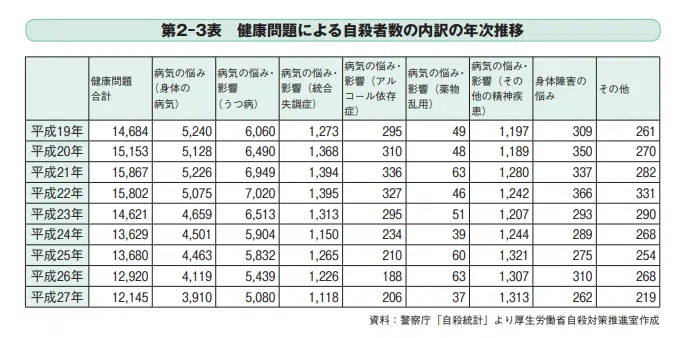 第2-3表　健康問題による自殺者数の内訳の年次推移
健康問題合計 病気の悩み（身体の病気） 病気の悩み・影響（うつ病） 病気の悩み・影響（統合失調症） 病気の悩み・影響（アルコール依存症） 病気の悩み・影響（薬物乱用） 病気の悩み・影響（その他の精神疾患） 身体障害の悩み その他
平成19年 14,684 5,240 6,060 1,273 295 49 1,197 309 261
平成20年 15,153 5,128 6,490 1,368 310 48 1,189 350 270
平成21年 15,867 5,226 6,949 1,394 336 63 1,280 337 282
平成22年 15,802 5,075 7,020 1,395 327 46 1,242 366 331
平成23年 14,621 4,659 6,513 1,313 295 51 1,207 293 290
平成24年 13,629 4,501 5,904 1,150 234 39 1,244 289 268
平成25年 13,680 4,463 5,832 1,265 210 60 1,321 275 254
平成26年 12,920 4,119 5,439 1,226 188 63 1,307 310 268
平成27年 12,145 3,910 5,080 1,118 206 37 1,313 262 219
資料：警察庁「自殺統計」より厚生労働省自殺対策推進室作成